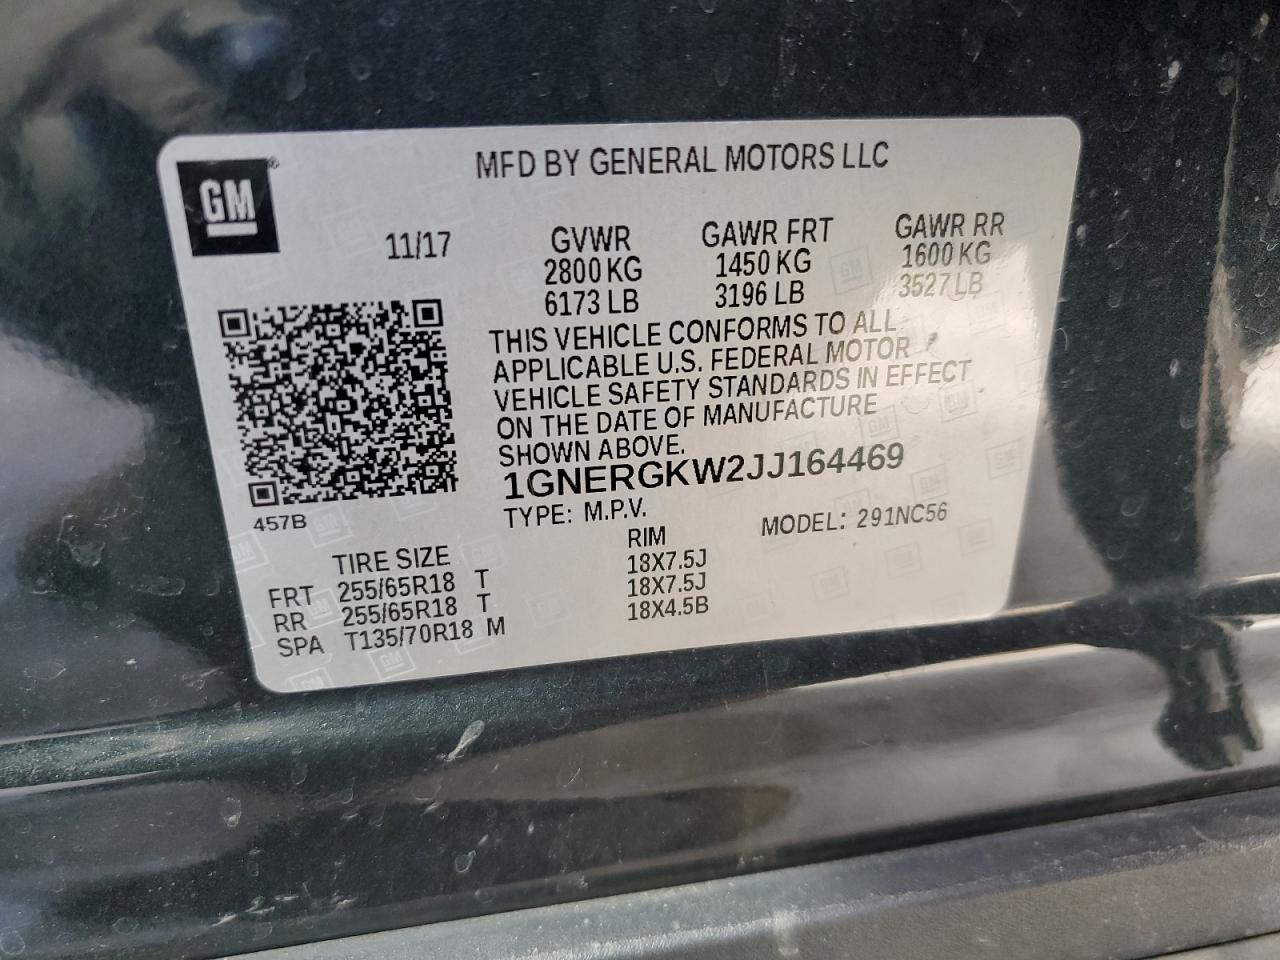 MFD BY GENERAL MOTORS LLC
GM
11/17
GVWR GAWR FRT GAWR RR
2800 KG 1450 KG 1600 KG
6173 LB 3196 LB 3527 LB
THIS VEHICLE CONFORMS TO ALL
APPLICABLE U.S. FEDERAL MOTOR
VEHICLE SAFETY STANDARDS IN EFFECT
ON THE DATE OF MANUFACTURE
SHOWN ABOVE.
1GNERGKW2JJ164469
457B
TYPE: M.P.V. MODEL: 291NC56
TIRE SIZE RIM
FRT 255/65R18 T 18X7.5J
RR 255/65R18 T 18X7.5J
SPA T135/70R18 M 18X4.5B